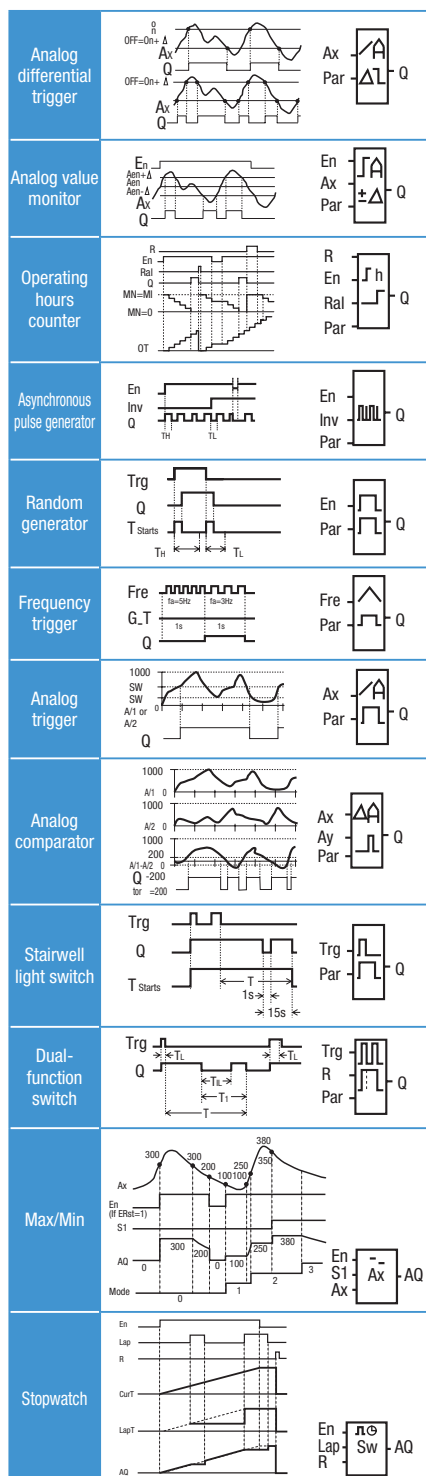 Analog
differential
trigger
on
OFF=On+ Δ
Ax
Q
OFF=On+ Δ
Ax
Q
Ax
Par
Q
Analog value
monitor
En
Aen+Δ
Aen
Aen-Δ
Ax
Q
En
Ax
Par
±Δ
Q
Operating
hours
counter
R
En
Ral
Q
MN=MI
MN=0
OT
R
En
Ral
Par
h
Q
Asynchronous
pulse generator
En
Inv
Q
TH
TL
En
Inv
Par
Q
Random
generator
Trg
Q
T Starts
TH
TL
En
Par
Q
Frequency
trigger
Fre
fa=5Hz
fa=3Hz
G_T
1s
1s
Q
Fre
Par
Q
Analog
trigger
1000
SW
SW
A/1 or
0
A/2
Q
Ax
Par
Q
Analog
comparator
1000
A/1 0
1000
A/2 0
1000
200
A/1-A/2 0
Q -200
tor =200
Ax
Ay
Par
Q
Stairwell
light switch
Trg
Q
T Starts
T
1s
15s
Trg
Par
Q
Dual-
function
switch
Trg
TL
TL
Q
TIL
T1
T
Trg
R
Par
Q
Max/Min
300
300
200
100
100
250
100
380
350
Ax
En
(If ERst=1)
S1
AQ
0
300
200
0
100
250
380
Mode
0
1
2
3
En
S1
Ax
Ax
AQ
Stopwatch
En
Lap
R
CurT
LapT
AQ
En
Lap
R
Sw
AQ